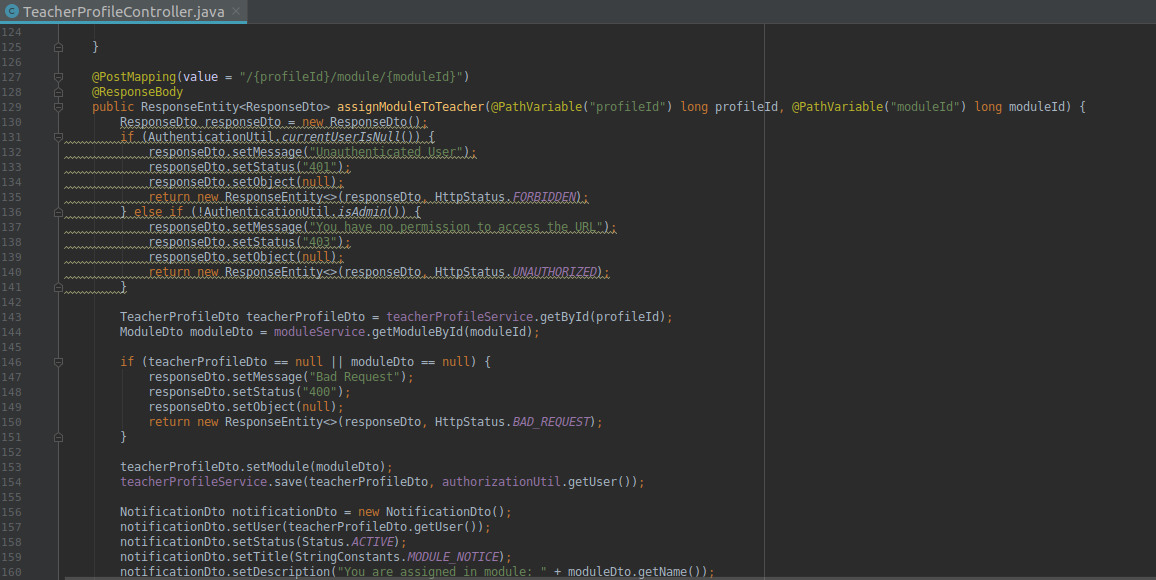 TeacherProfileController.java
124
125 }
126
127 @PostMapping(value = "/{profileId}/module/{moduleId}")
128 @ResponseBody
129 public ResponseEntity<ResponseDto> assignModuleToTeacher(@PathVariable("profileId") long profileId, @PathVariable("moduleId") long moduleId) {
130 ResponseDto responseDto = new ResponseDto();
131 if (AuthenticationUtil.currentUserIsNull()) {
132 responseDto.setMessage("Unauthenticated User");
133 responseDto.setStatus("401");
134 responseDto.setObject(null);
135 return new ResponseEntity<>(responseDto, HttpStatus.FORBIDDEN);
136 } else if (!AuthenticationUtil.isAdmin()) {
137 responseDto.setMessage("You have no permission to access the URL");
138 responseDto.setStatus("403");
139 responseDto.setObject(null);
140 return new ResponseEntity<>(responseDto, HttpStatus.UNAUTHORIZED);
141 }
142
143 TeacherProfileDto teacherProfileDto = teacherProfileService.getById(profileId);
144 ModuleDto moduleDto = moduleService.getModuleById(moduleId);
145
146 if (teacherProfileDto == null || moduleDto == null) {
147 responseDto.setMessage("Bad Request");
148 responseDto.setStatus("400");
149 responseDto.setObject(null);
150 return new ResponseEntity<>(responseDto, HttpStatus.BAD_REQUEST);
151 }
152
153 teacherProfileDto.setModule(moduleDto);
154 teacherProfileService.save(teacherProfileDto, authorizationUtil.getUser());
155
156 NotificationDto notificationDto = new NotificationDto();
157 notificationDto.setUser(teacherProfileDto.getUser());
158 notificationDto.setStatus(Status.ACTIVE);
159 notificationDto.setTitle(StringConstants.MODULE_NOTICE);
160 notificationDto.setDescription("You are assigned in module: " + moduleDto.getName());